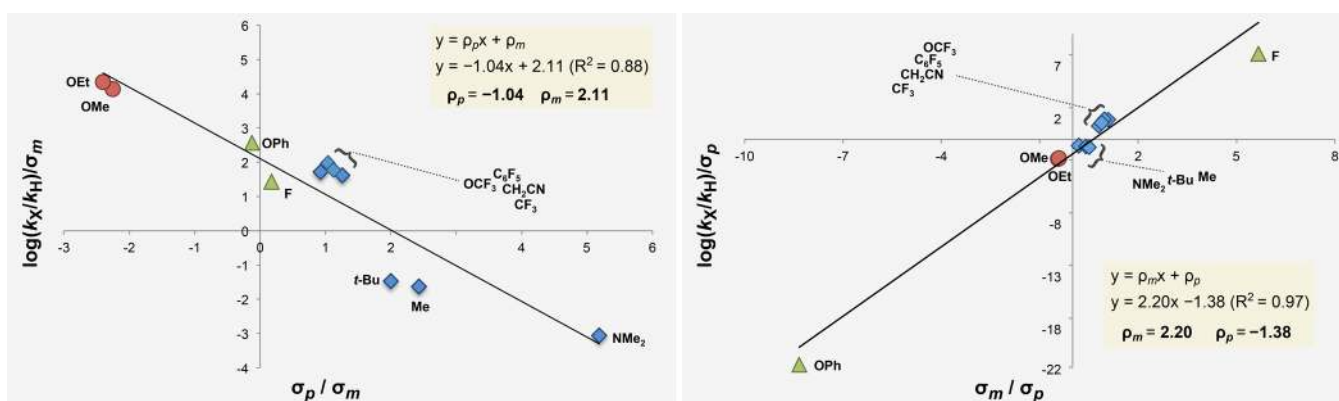 6
5
4
3
2
1
0
-1
-2
-3
-4
-3 -2 -1 0 1 2 3 4 5 6
log(kX/kH)/σm
σp / σm
y = ρpx + ρm
y = −1.04x + 2.11 (R² = 0.88)
ρp = −1.04 ρm = 2.11
OEt
OMe
OPh
F
C6F5
OCF3
CH2CN
CF3
t-Bu
Me
NMe2
7
2
-3
-8
-13
-18
-22
-10 -7 -4 -1 2 5 8
log(kX/kH)/σp
σm / σp
OCF3
C6F5
CH2CN
CF3
F
OMe
OEt
NMe2 t-Bu Me
OPh
y = ρmx + ρp
y = 2.20x −1.38 (R² = 0.97)
ρm = 2.20 ρp = −1.38